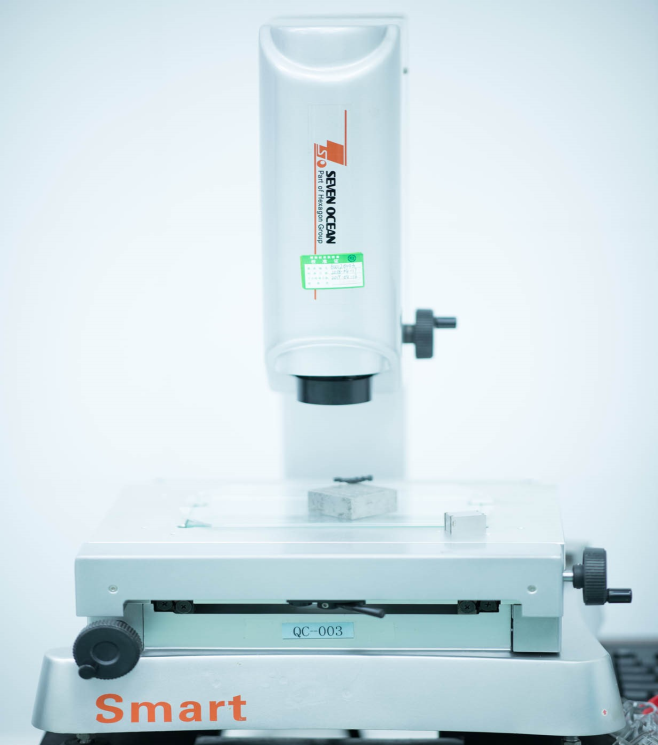 SEVEN OCEAN
Part of Hexagon Group
QC-003
Smart